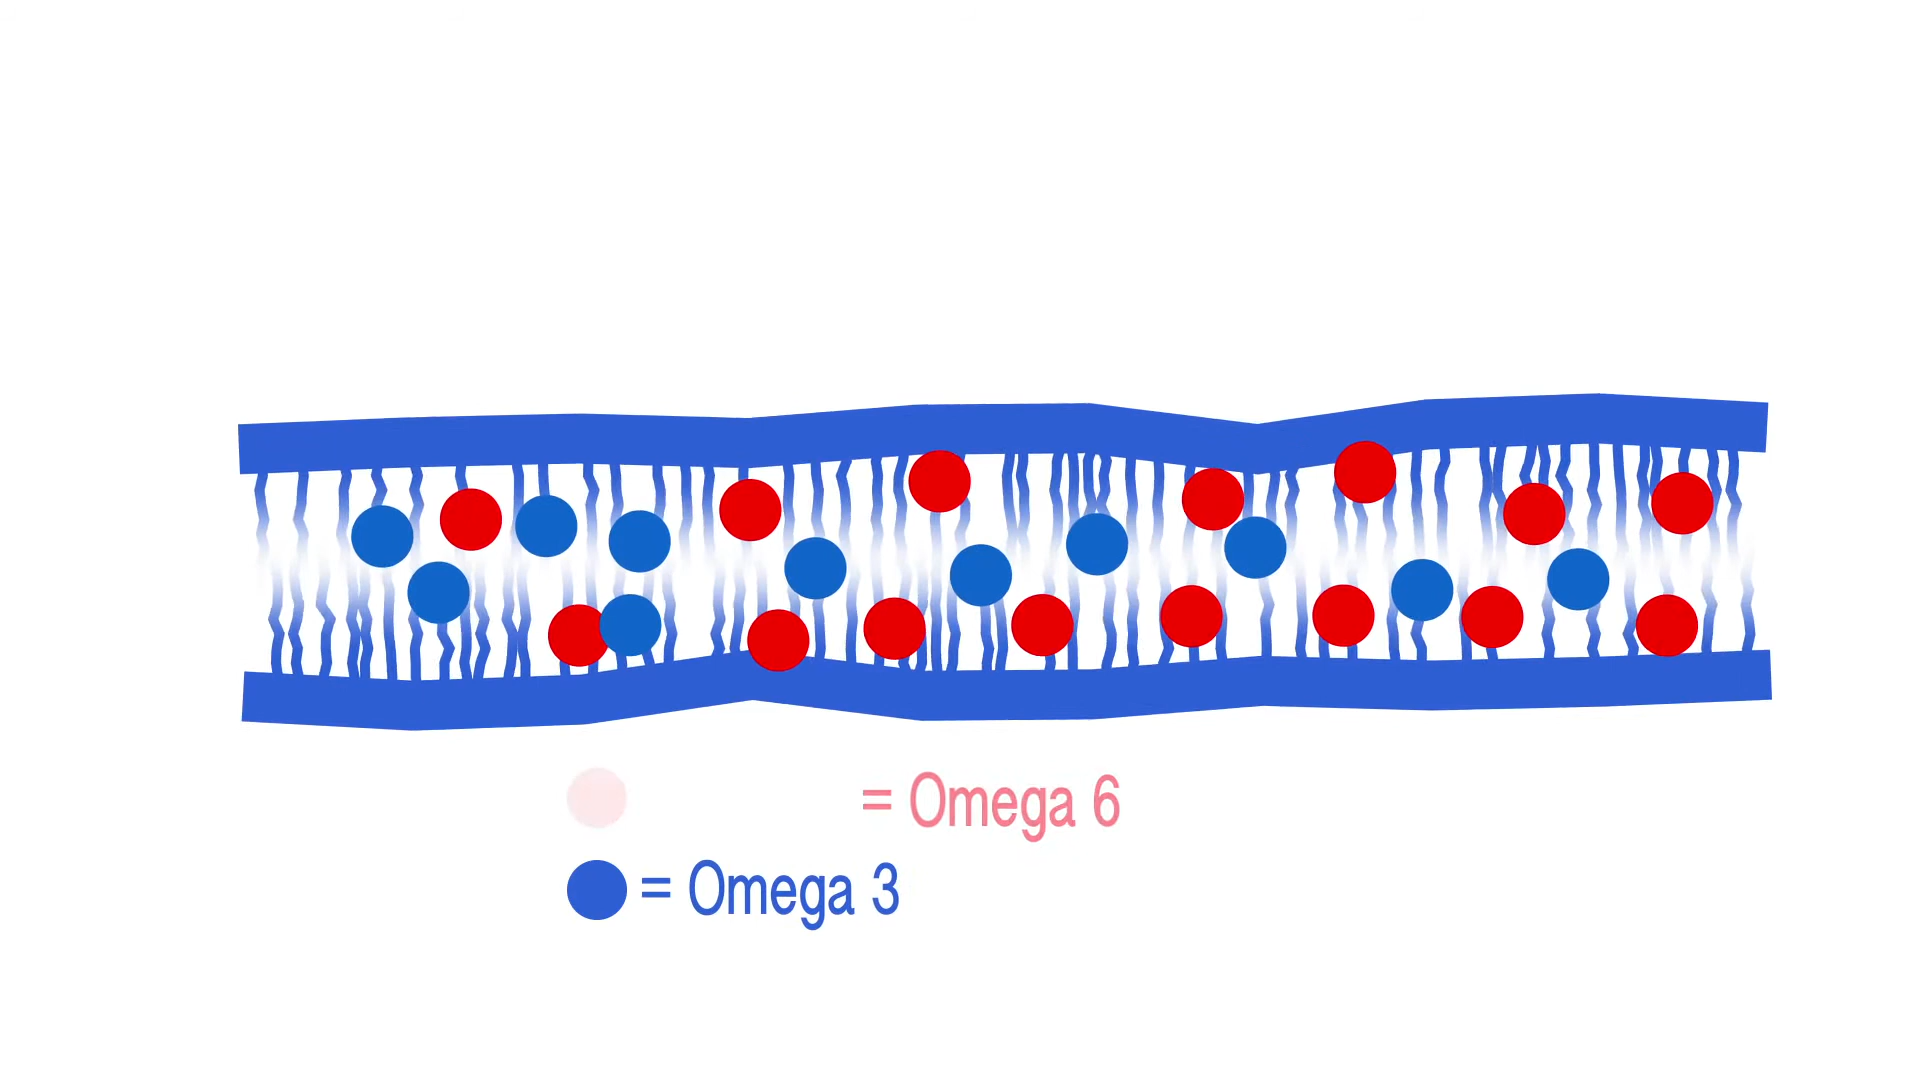 = Omega 6
= Omega 3